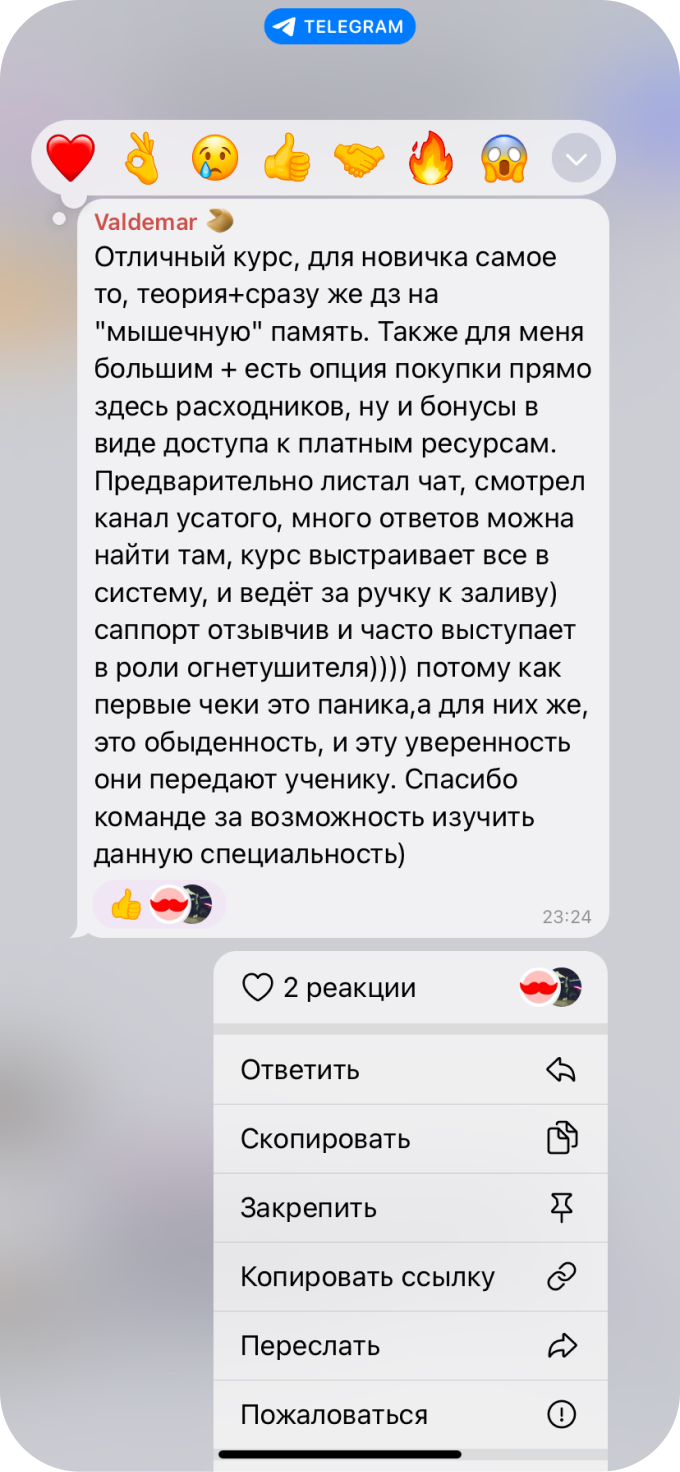 TELEGRAM
Valdemar
Отличный курс, для новичка самое
то, теория+сразу же дз на
"мышечную" память. Также для меня
большим + есть опция покупки прямо
здесь расходников, ну и бонусы в
виде доступа к платным ресурсам.
Предварительно листал чат, смотрел
канал усатого, много ответов можна
найти там, курс выстраивает все в
систему, и ведёт за ручку к заливу)
саппорт отзывчив и часто выступает
в роли огнетушителя)))) потому как
первые чеки это паника,а для них же,
это обыденность, и эту уверенность
они передают ученику. Спасибо
команде за возможность изучить
данную специальность)
23:24
2 реакции
Ответить
Скопировать
Закрепить
Копировать ссылку
Переслать
Пожаловаться